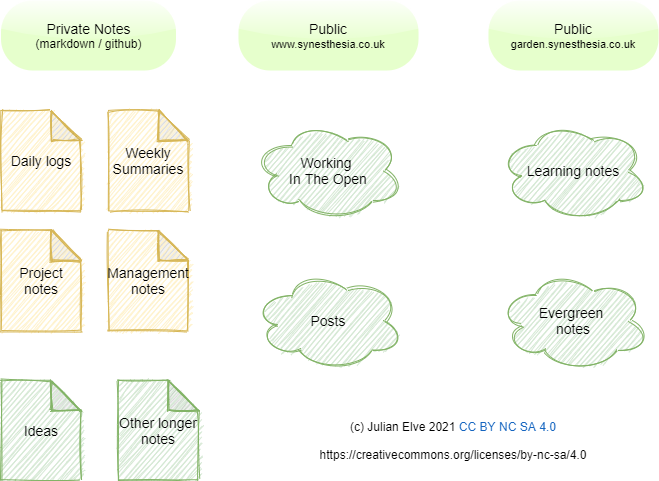 Private Notes
(markdown / github)
Public
www.synesthesia.co.uk
Public
garden.synesthesia.co.uk
Daily logs
Weekly
Summaries
Working
In The Open
Learning notes
Project
notes
Management
notes
Posts
Evergreen
notes
Ideas
Other longer
notes
(c) Julian Elve 2021 CC BY NC SA 4.0
https://creativecommons.org/licenses/by-nc-sa/4.0